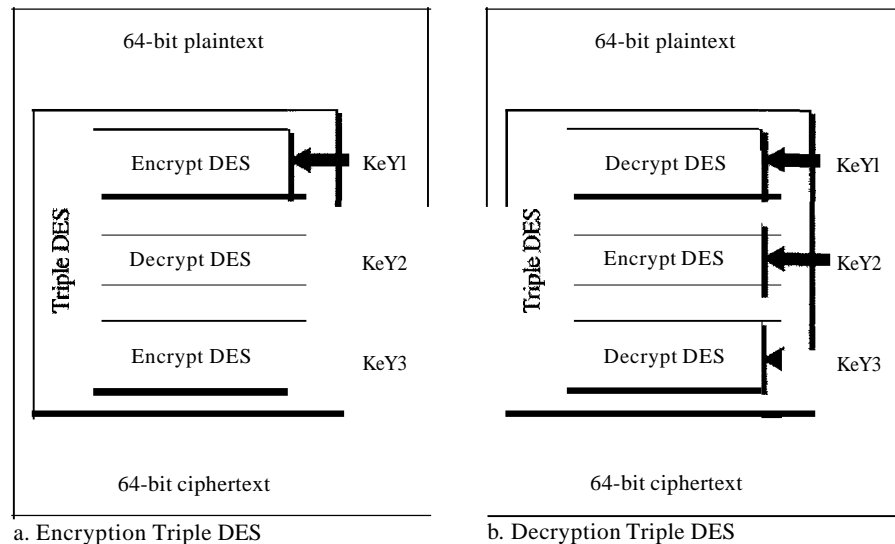 64-bit plaintext
Triple DES
Encrypt DES
KeY1
Decrypt DES
KeY2
Encrypt DES
KeY3
64-bit ciphertext
a. Encryption Triple DES
64-bit plaintext
Triple DES
Decrypt DES
KeY1
Encrypt DES
KeY2
Decrypt DES
KeY3
64-bit ciphertext
b. Decryption Triple DES